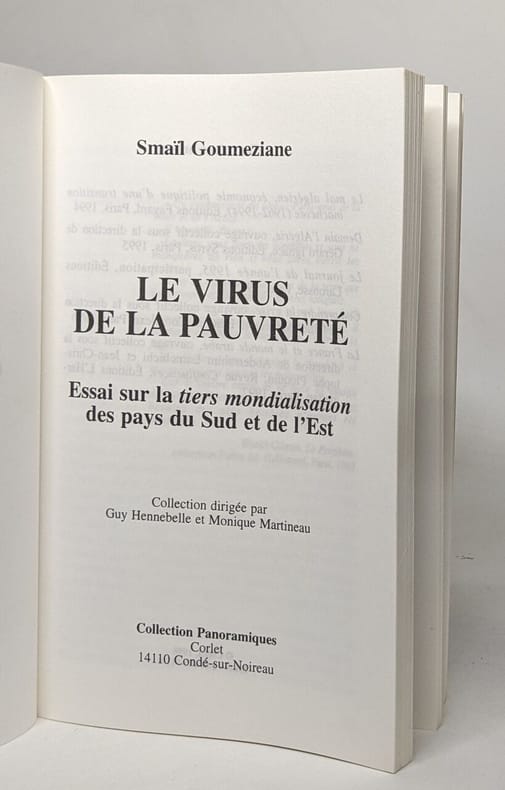 Smaïl Goumeziane
LE VIRUS
DE LA PAUVRETÉ
Essai sur la tiers mondialisation
des pays du Sud et de l'Est
Collection dirigée par
Guy Hennebelle et Monique Martineau
Collection Panoramiques
Corlet
14110 Condé-sur-Noireau